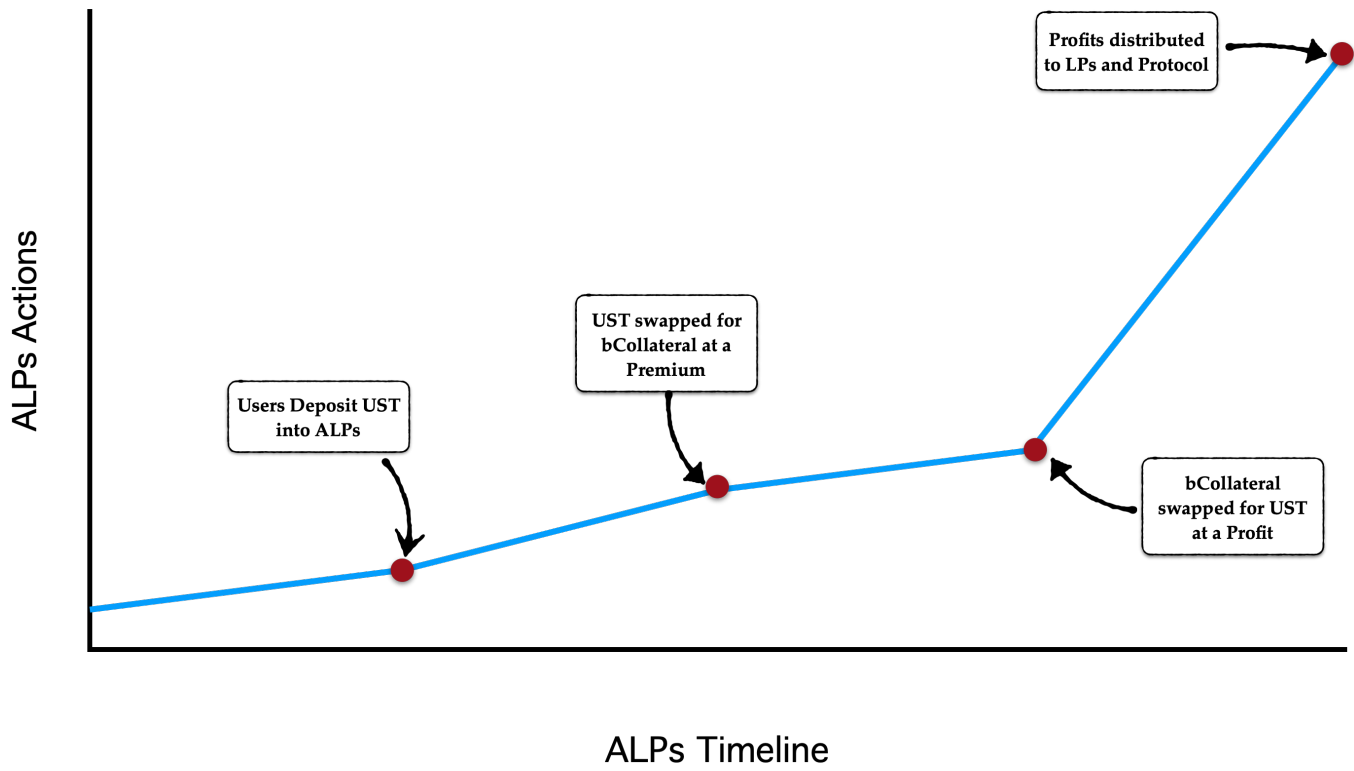 Profits distributed
to LPs and Protocol
UST swapped for
bCollateral at a
Premium
Users Deposit UST
into ALPs
bCollateral
swapped for UST
at a Profit
ALPs Actions
ALPs Timeline